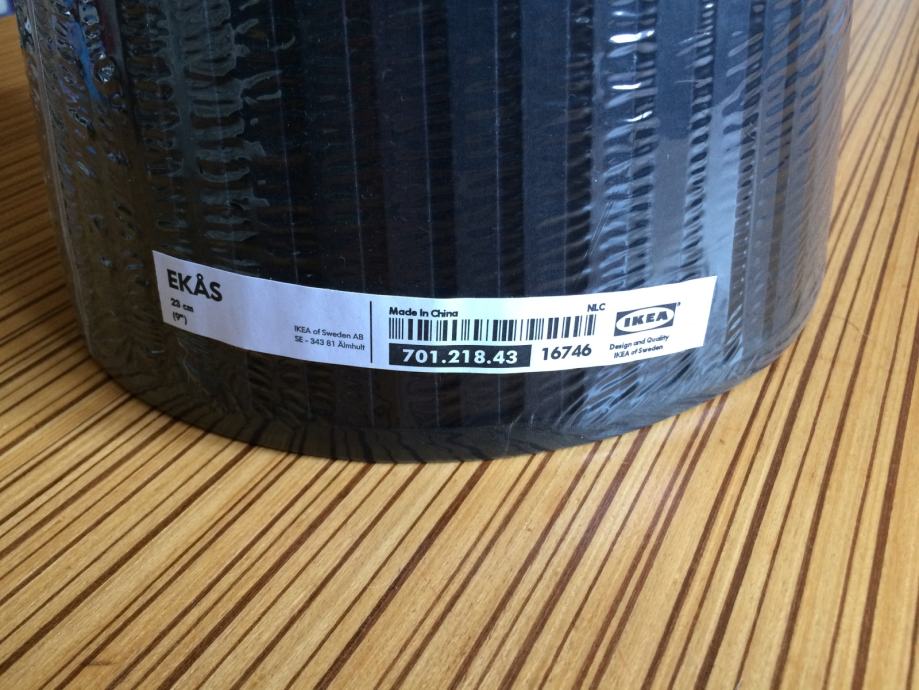 EKÅS
23 cm
(9")
IKEA of Sweden AB
SE - 343 81 Älmhult
Made in China
NLC
701.218.43
16746
IKEA®
Design and Quality
IKEA of Sweden